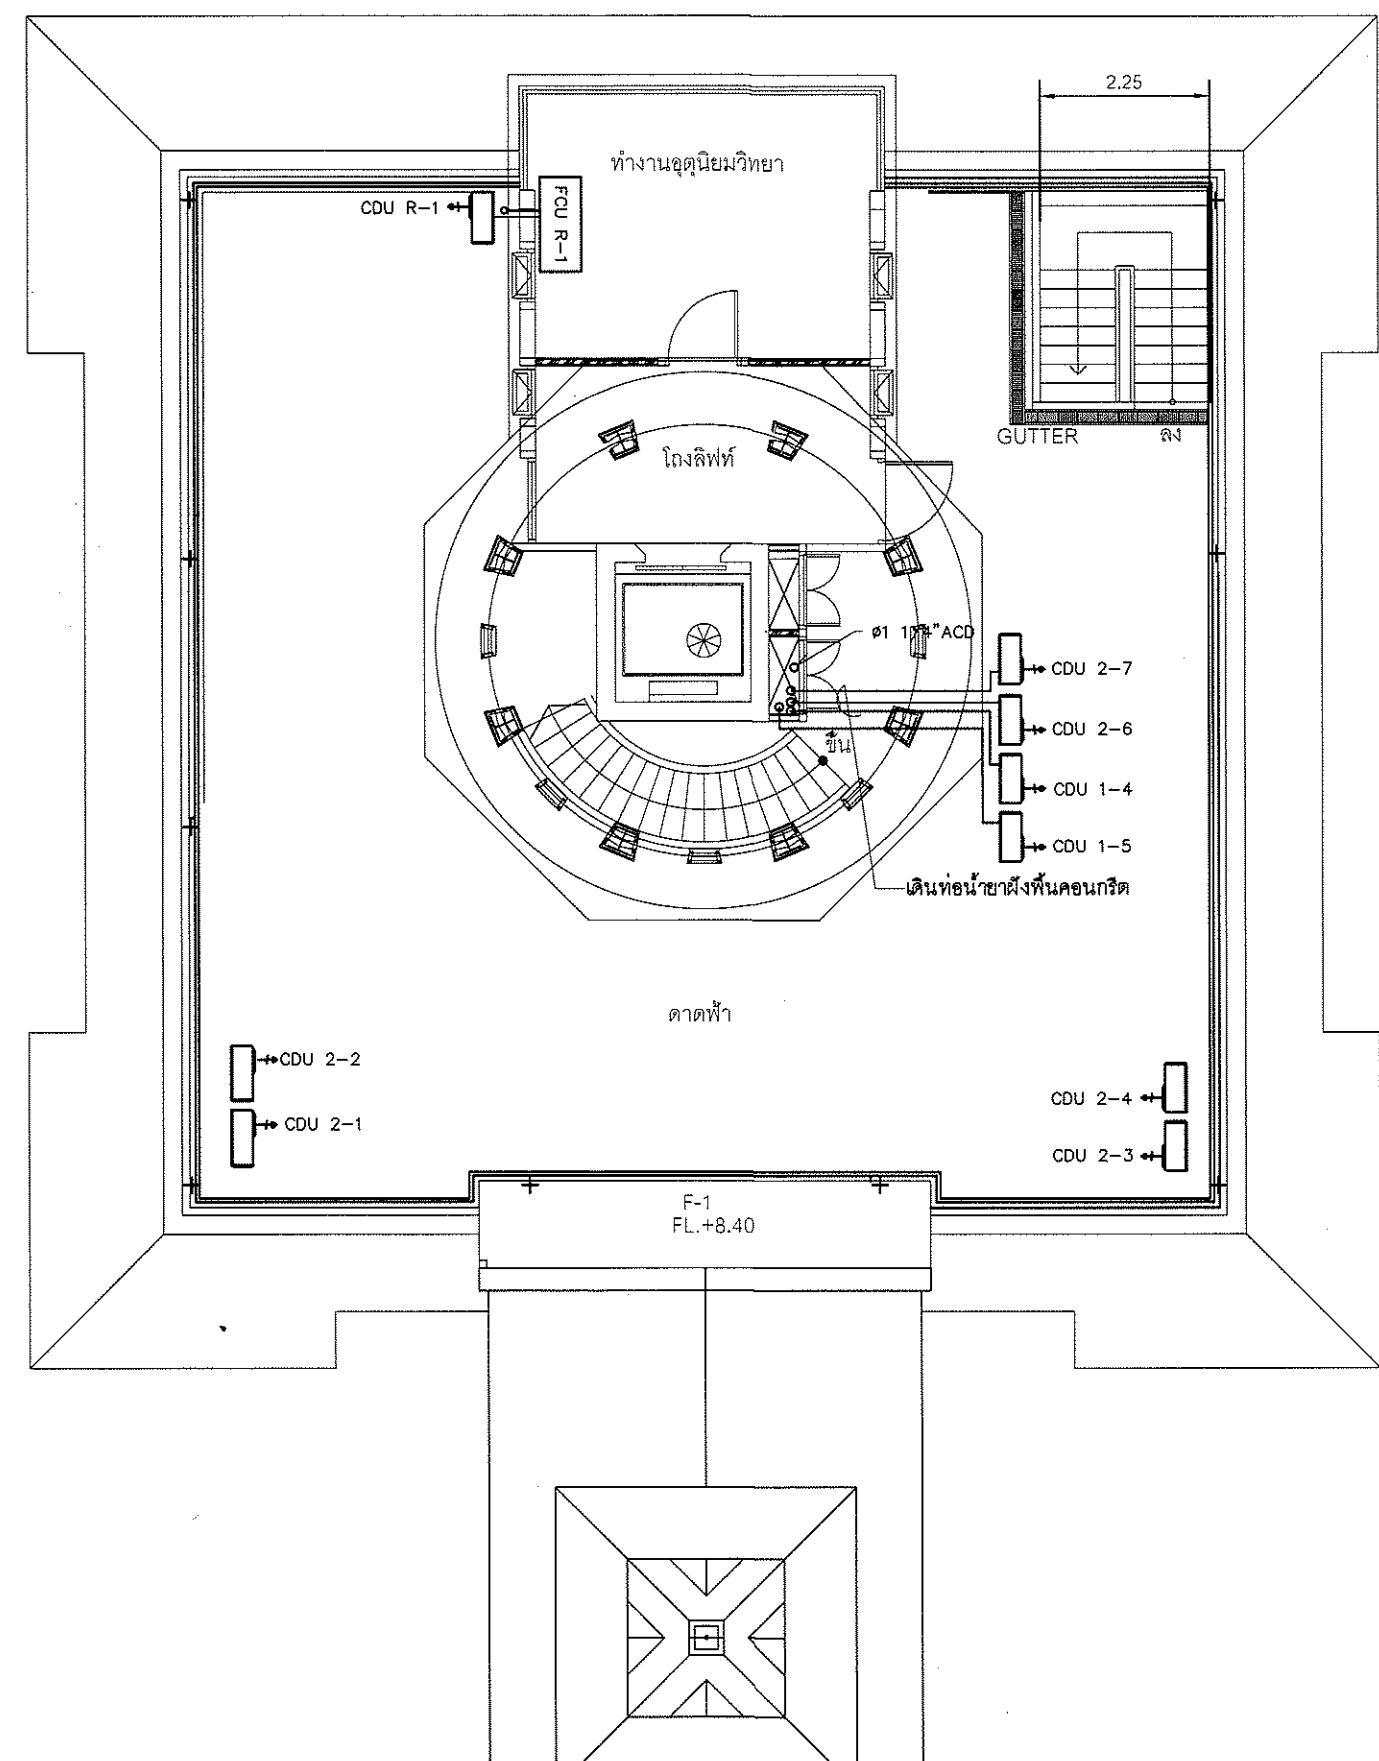 2.25
ทำงานอุตุนิยมวิทยา
CDU R-1
FCU R-1
GUTTER
ลง
โถงลิฟท์
ø1 1/4"ACD
CDU 2-7
CDU 2-6
ขึ้น
CDU 1-4
CDU 1-5
เดินท่อน้ำยาฝังพื้นคอนกรีต
ดาดฟ้า
CDU 2-2
CDU 2-4
CDU 2-1
CDU 2-3
F-1
FL.+8.40